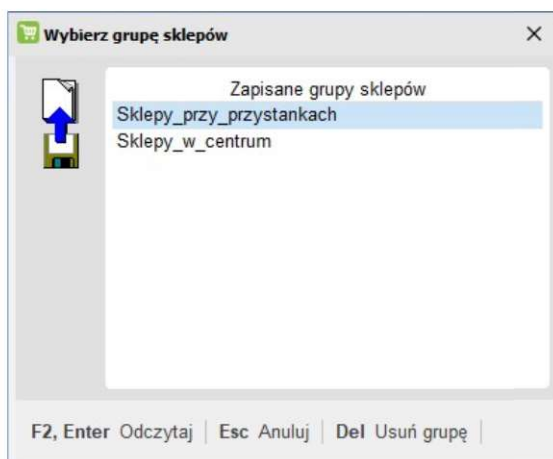 Wybierz grupę sklepów
Zapisane grupy sklepów
Sklepy_przy_przystankach
Sklepy_w_centrum
F2, Enter Odczytaj | Esc Anuluj | Del Usuń grupę |